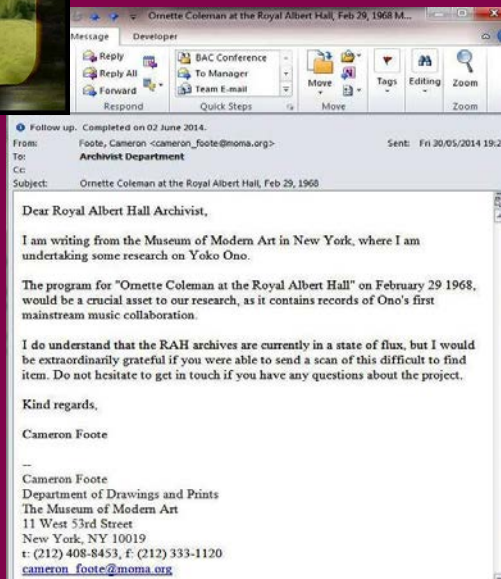 Ornette Coleman at the Royal Albert Hall, Feb 29, 1968 M...
Message Developer
Reply
Reply All
Forward
Respond
BAC Conference
To Manager
Team E-mail
Quick Steps
Move
Move
Tags
Editing
Zoom
Zoom
Follow up. Completed on 02 June 2014.
From: Foote, Cameron <cameron_foote@moma.org> Sent: Fri 30/05/2014 19:2
To: Archivist Department
Cc:
Subject: Ornette Coleman at the Royal Albert Hall, Feb 29, 1968
Dear Royal Albert Hall Archivist,
I am writing from the Museum of Modern Art in New York, where I am
undertaking some research on Yoko Ono.
The program for "Ornette Coleman at the Royal Albert Hall" on February 29 1968,
would be a crucial asset to our research, as it contains records of Ono's first
mainstream music collaboration.
I do understand that the RAH archives are currently in a state of flux, but I would
be extraordinarily grateful if you were able to send a scan of this difficult to find
item. Do not hesitate to get in touch if you have any questions about the project.
Kind regards,
Cameron Foote
--
Cameron Foote
Department of Drawings and Prints
The Museum of Modern Art
11 West 53rd Street
New York, NY 10019
t: (212) 408-8453, f: (212) 333-1120
cameron_foote@moma.org